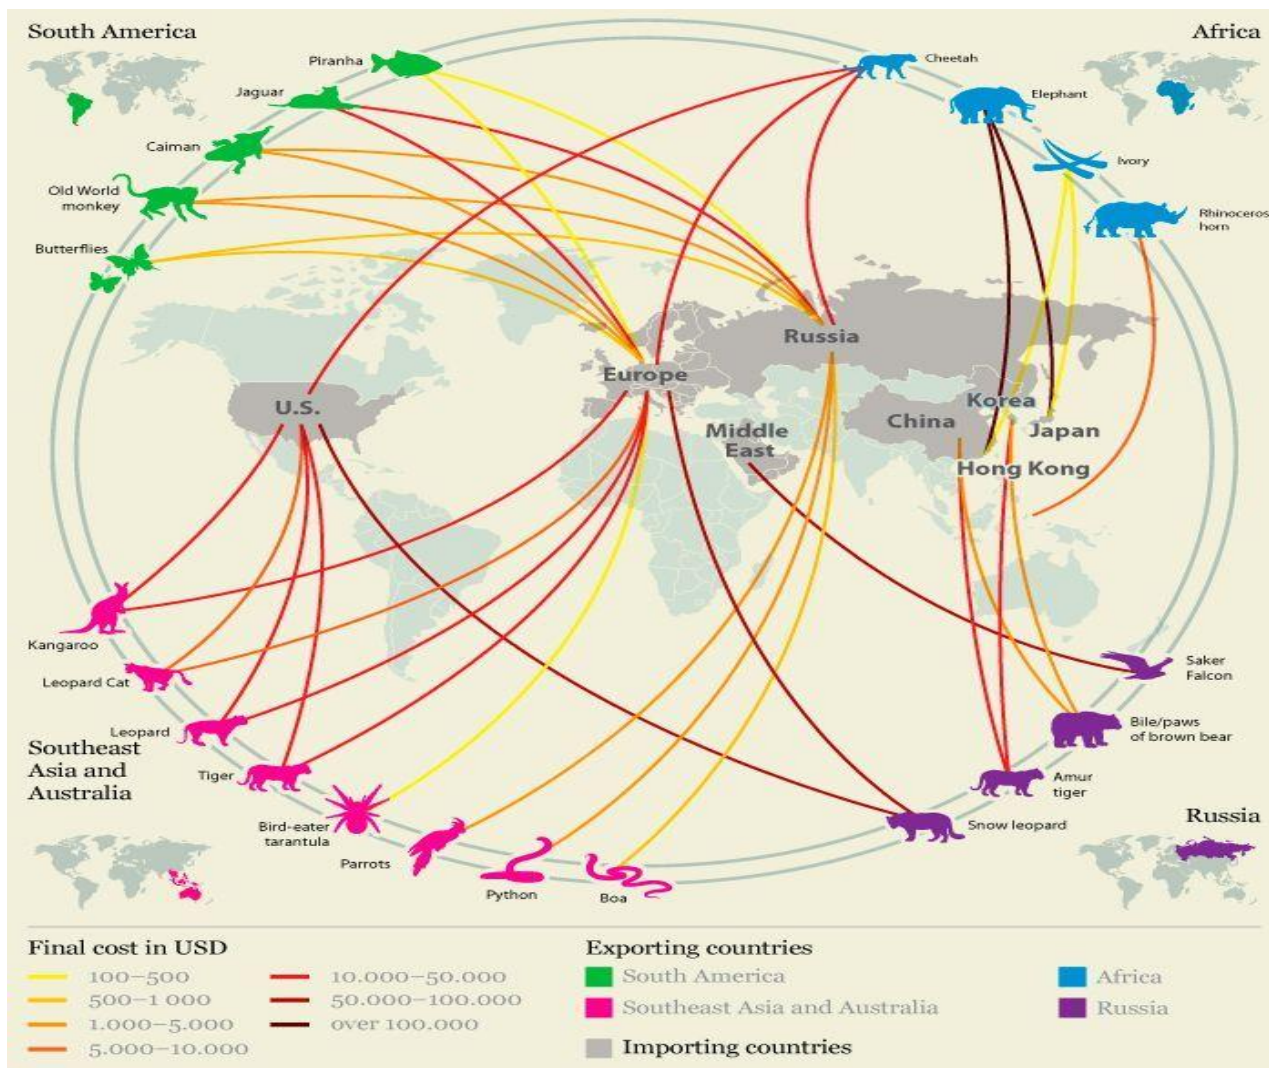 South America
Africa
Piranha
Cheetah
Jaguar
Elephant
Caiman
Ivory
Old World
monkey
Rhinoceros
horn
Butterflies
Russia
Europe
U.S.
Korea
China
Japan
Middle
East
Hong Kong
Kangaroo
Saker
Falcon
Leopard Cat
Bile/paws
of brown bear
Leopard
Southeast
Asia and
Australia
Tiger
Amur
tiger
Russia
Bird-eater
tarantula
Snow leopard
Parrots
Python
Boa
Final cost in USD
100–500
500–1 000
1.000–5.000
5.000–10.000
10.000–50.000
50.000–100.000
over 100.000
Exporting countries
South America
Southeast Asia and Australia
Africa
Russia
Importing countries